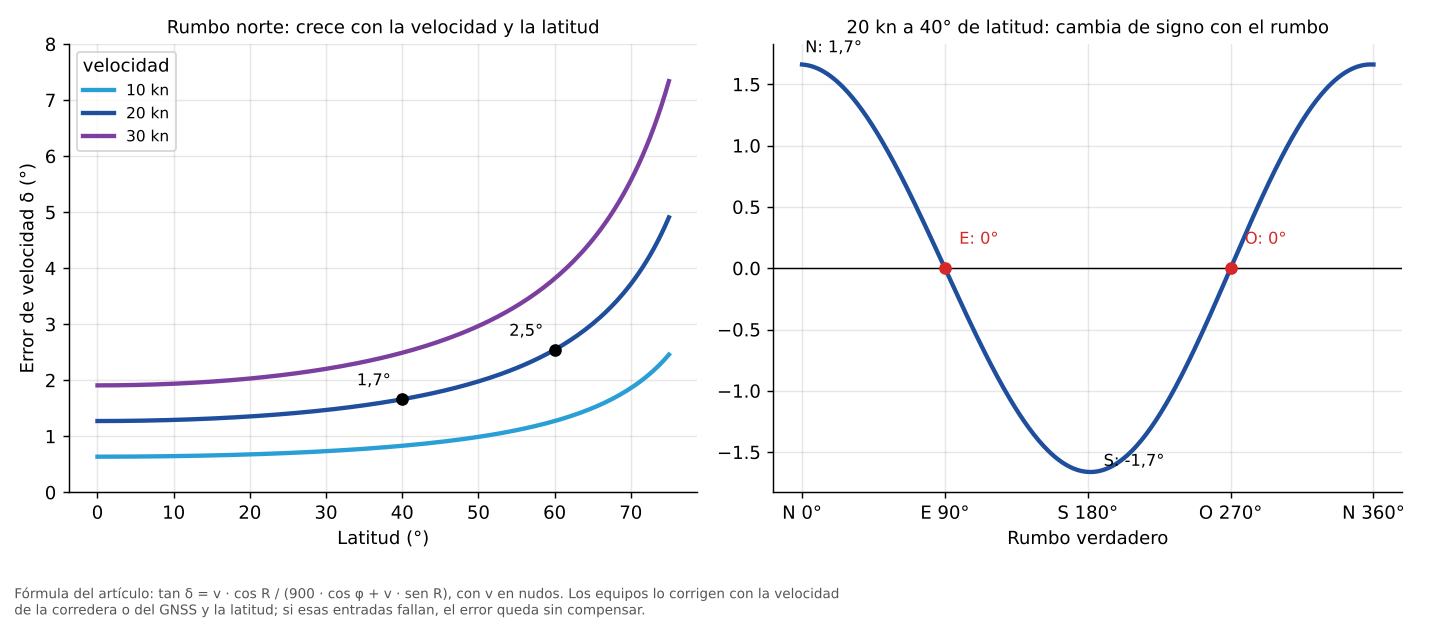 Rumbo norte: crece con la velocidad y la latitud
8
7
6
5
4
3
2
1
0
Error de velocidad δ (°)
velocidad
10 kn
20 kn
30 kn
2,5°
1,7°
0
10
20
30
40
50
60
70
Latitud (°)
20 kn a 40° de latitud: cambia de signo con el rumbo
N: 1,7°
1.5
1.0
0.5
0.0
−0.5
−1.0
−1.5
E: 0°
O: 0°
S: -1,7°
N 0°
E 90°
S 180°
O 270°
N 360°
Rumbo verdadero
Fórmula del artículo: tan δ = v · cos R / (900 · cos φ + v · sen R), con v en nudos. Los equipos lo corrigen con la velocidad
de la corredera o del GNSS y la latitud; si esas entradas fallan, el error queda sin compensar.